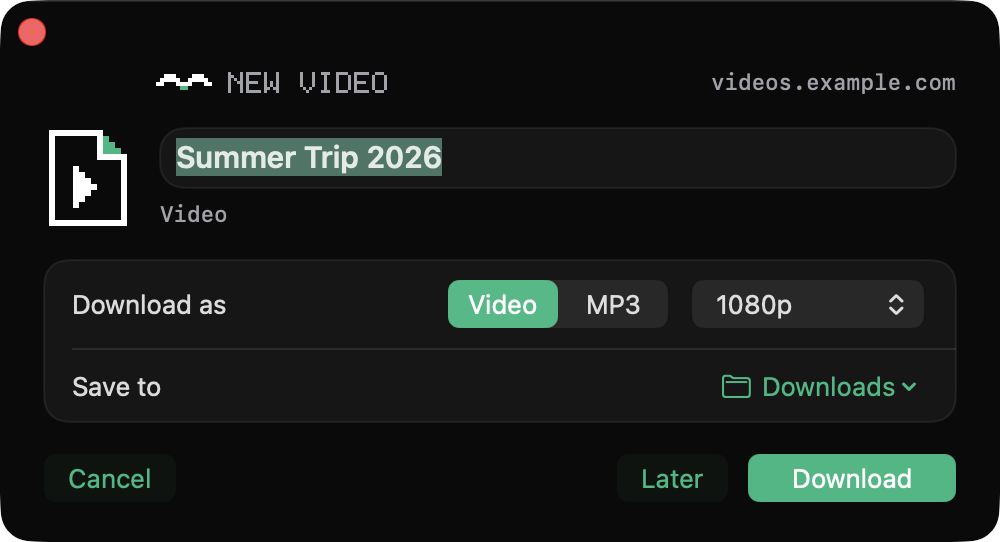 NEW VIDEO
videos.example.com
Summer Trip 2026
Video
Download as
Video
MP3
1080p
Save to
Downloads
Cancel
Later
Download